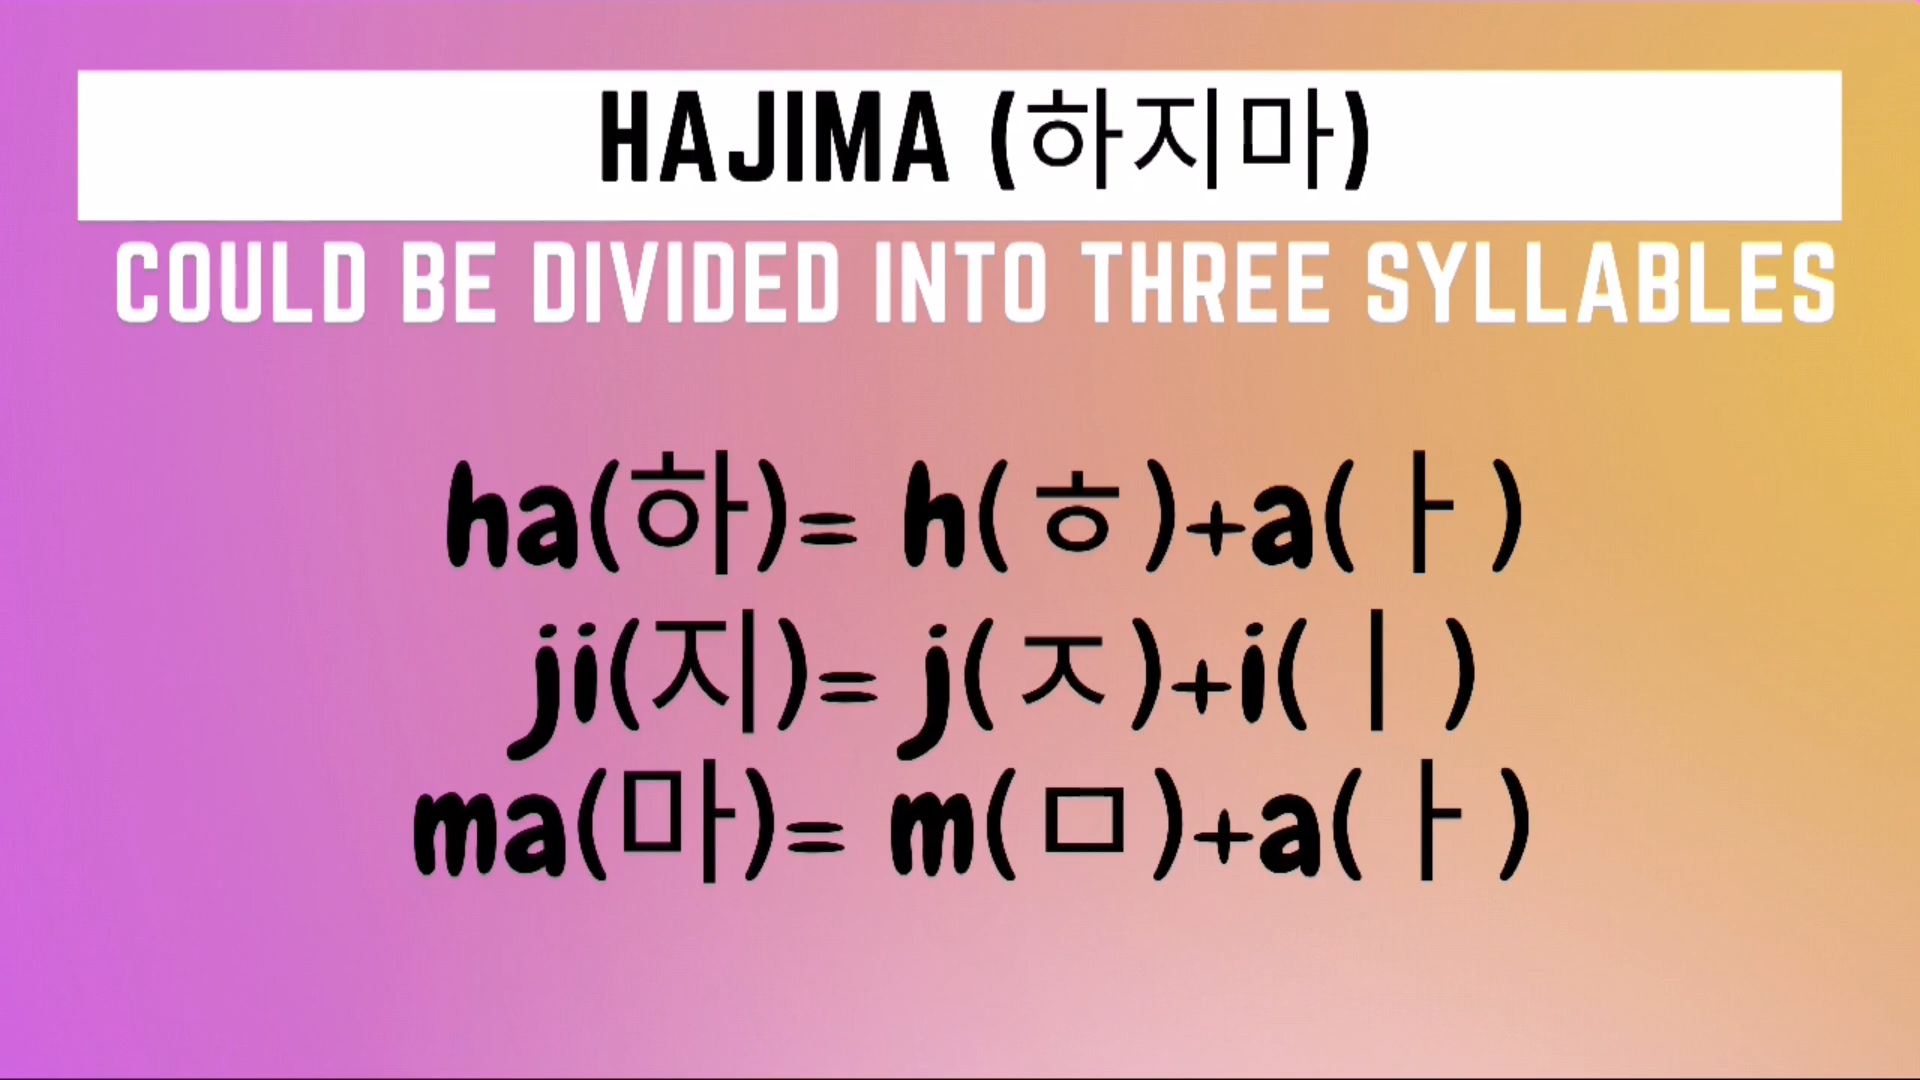 HAJIMA (하지마)
COULD BE DIVIDED INTO THREE SYLLABLES
ha(하)= h(ㅎ)+a(ㅏ)
ji(지)= j(ㅈ)+i(ㅣ)
ma(마)= m(ㅁ)+a(ㅏ)